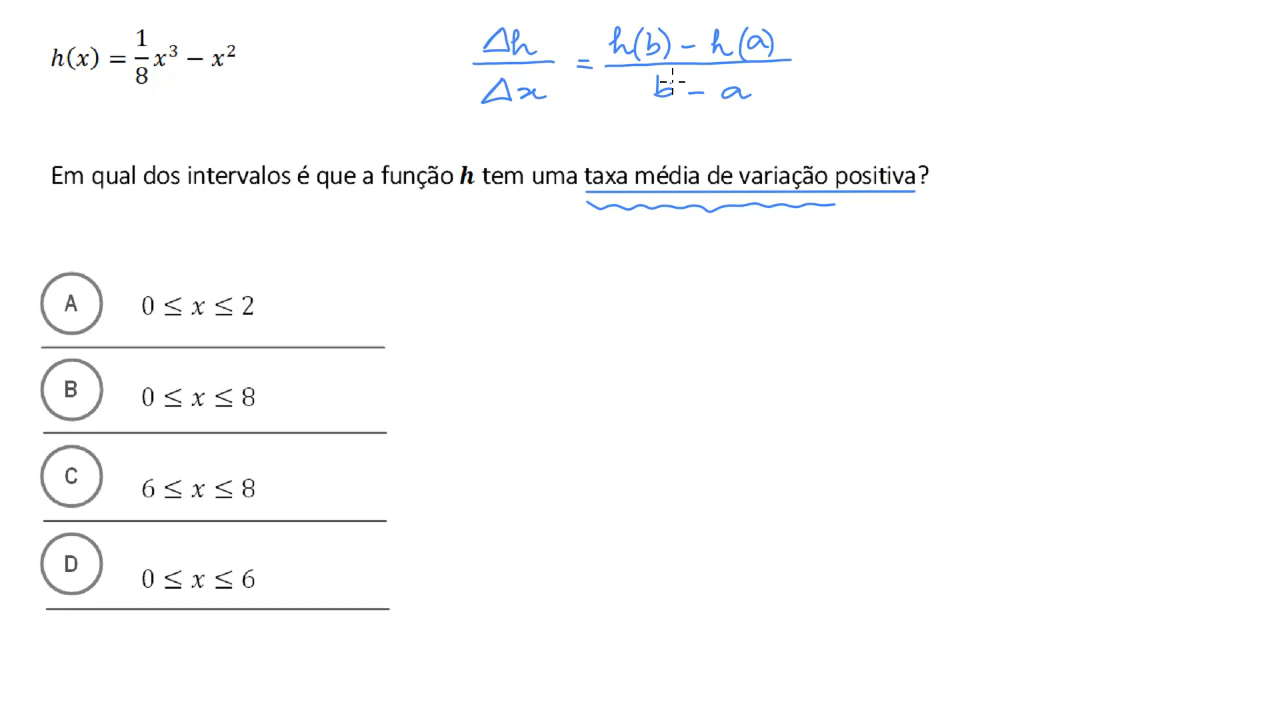 h(x) = 1/8 x³ − x²
Δh/Δx = (h(b) − h(a))/(b − a)
Em qual dos intervalos é que a função h tem uma taxa média de variação positiva?
A 0 ≤ x ≤ 2
B 0 ≤ x ≤ 8
C 6 ≤ x ≤ 8
D 0 ≤ x ≤ 6